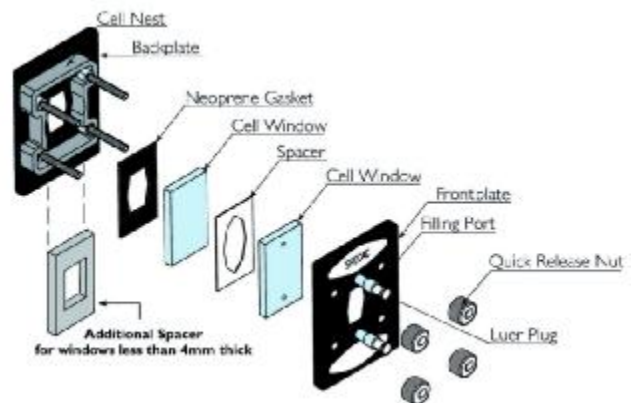 Cell Nest
Backplate
Neoprene Gasket
Cell Window
Spacer
Cell Window
Frontplate
Filling Port
SPECAC
Quick Release Nut
Luer Plug
Additional Spacer
for windows less than 4mm thick